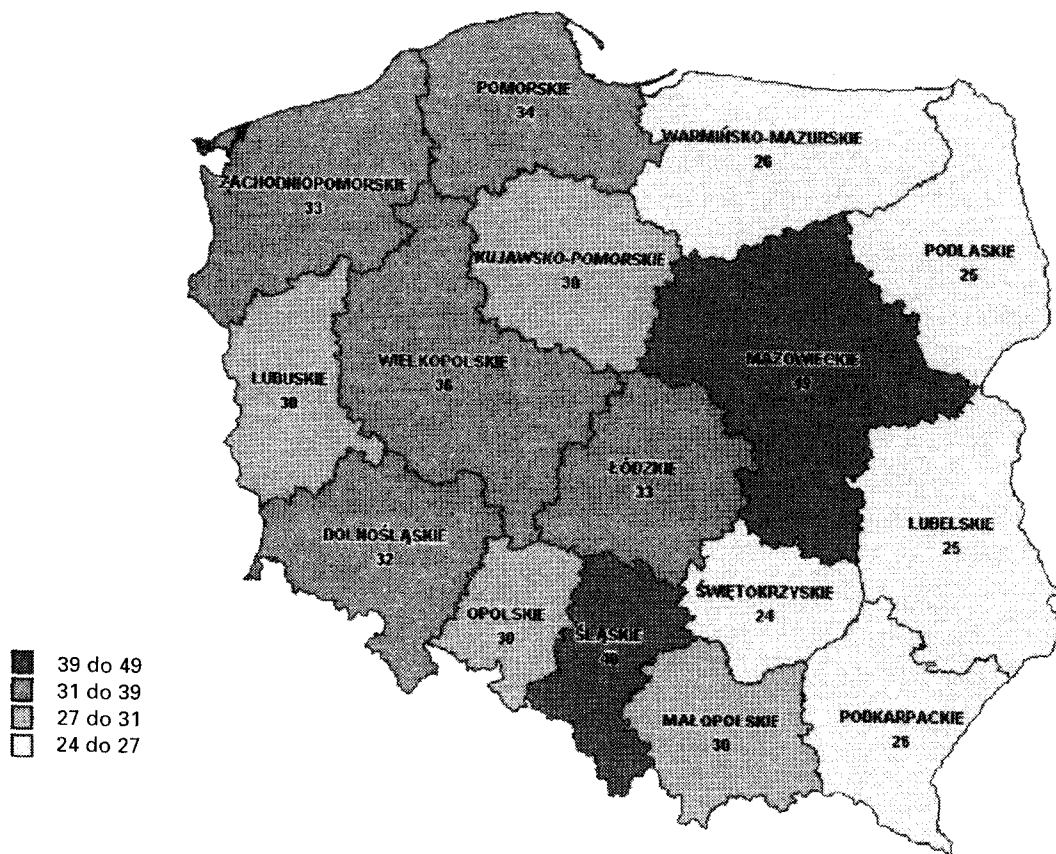 POMORSKIE
34
WARMIŃSKO-MAZURSKIE
26
ZACHODNIOPOMORSKIE
33
PODLASKIE
KUJAWSKO-POMORSKIE
30
MAZOWIECKIE
WIELKOPOLSKIE
36
LUBUSKIE
30
ŁÓDZKIE
33
LUBELSKIE
25
DOLNOŚLĄSKIE
32
ŚWIĘTOKRZYSKIE
24
OPOLSKIE
30
ŚLĄSKIE
MAŁOPOLSKIE
30
PODKARPACKIE
26
39 do 49
31 do 39
27 do 31
24 do 27